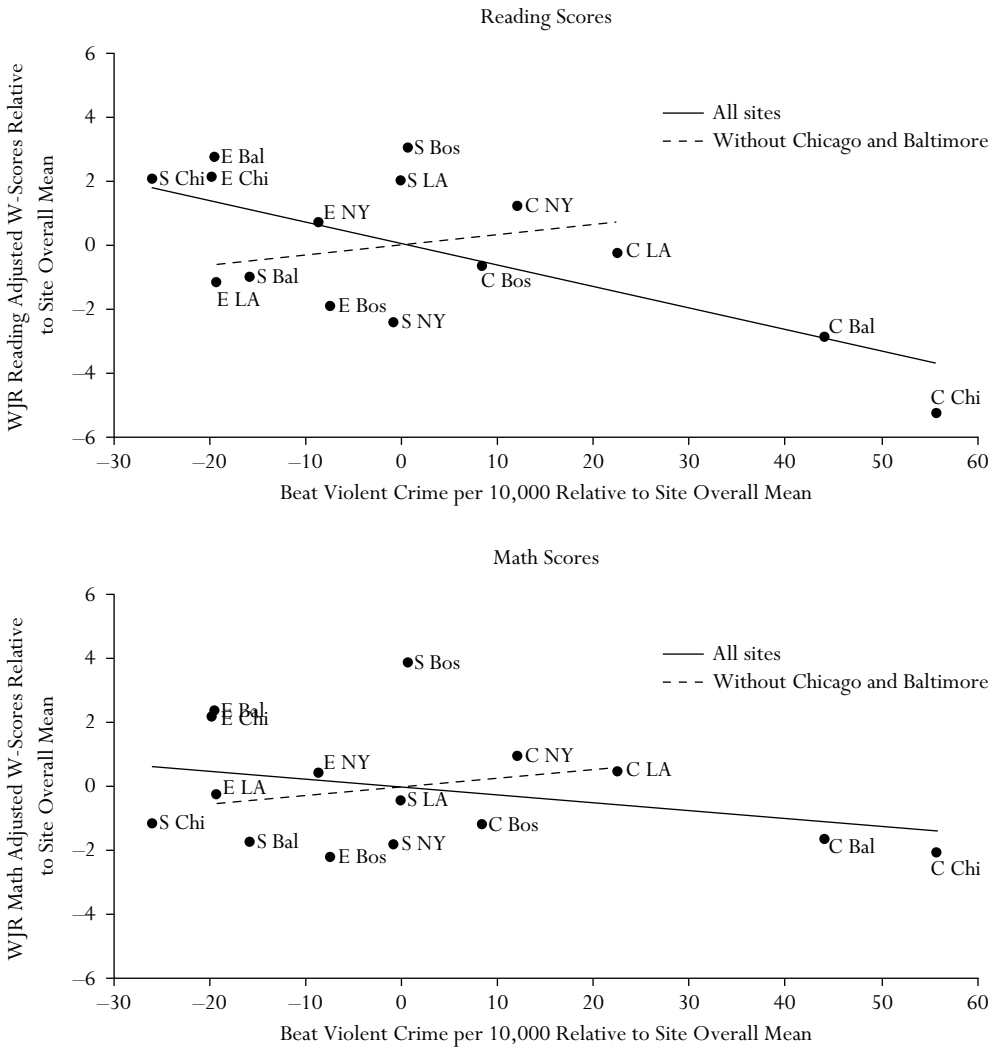 Reading Scores
WJR Reading Adjusted W-Scores Relative
to Site Overall Mean
6
4
2
0
–2
–4
–6
All sites
Without Chicago and Baltimore
S Bos
E Bal
S Chi
E Chi
S LA
E NY
C NY
C LA
C Bos
S Bal
E LA
E Bos
S NY
C Bal
C Chi
–30
–20
–10
0
10
20
30
40
50
60
Beat Violent Crime per 10,000 Relative to Site Overall Mean
Math Scores
WJR Math Adjusted W-Scores Relative
to Site Overall Mean
6
4
2
0
–2
–4
–6
All sites
Without Chicago and Baltimore
S Bos
E Bal
E Chi
E NY
C NY
C LA
E LA
S LA
S Chi
C Bos
S Bal
S NY
E Bos
C Bal
C Chi
–30
–20
–10
0
10
20
30
40
50
60
Beat Violent Crime per 10,000 Relative to Site Overall Mean